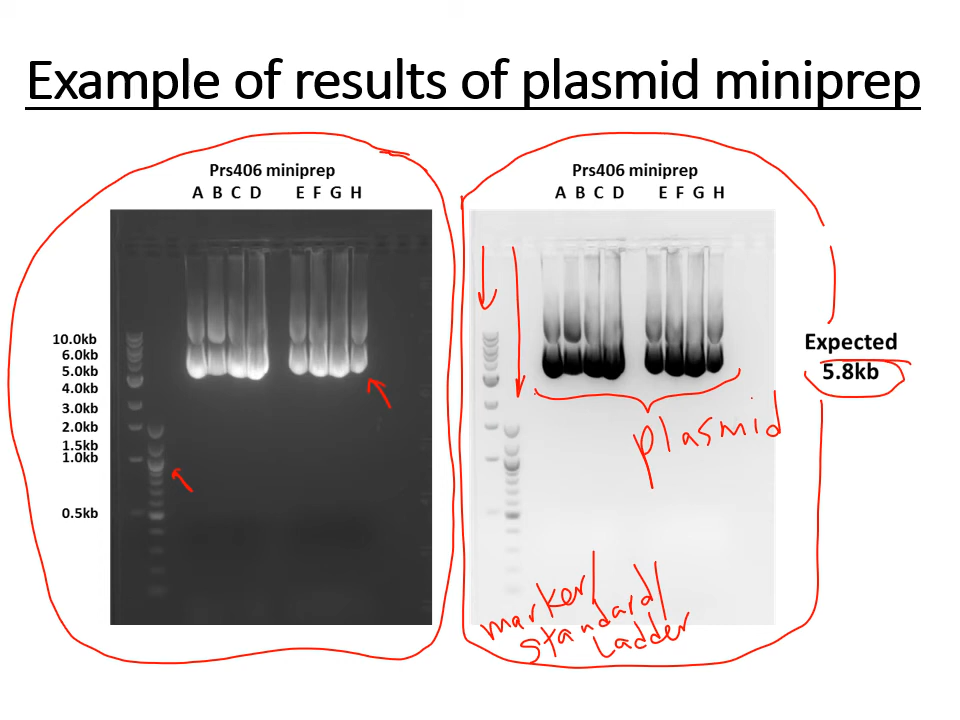 Example of results of plasmid miniprep
Prs406 miniprep
A B C D E F G H
10.0kb
6.0kb
5.0kb
4.0kb
3.0kb
2.0kb
1.5kb
1.0kb
0.5kb
Prs406 miniprep
A B C D E F G H
Expected
5.8kb
plasmid
marker/
standard/
Ladder